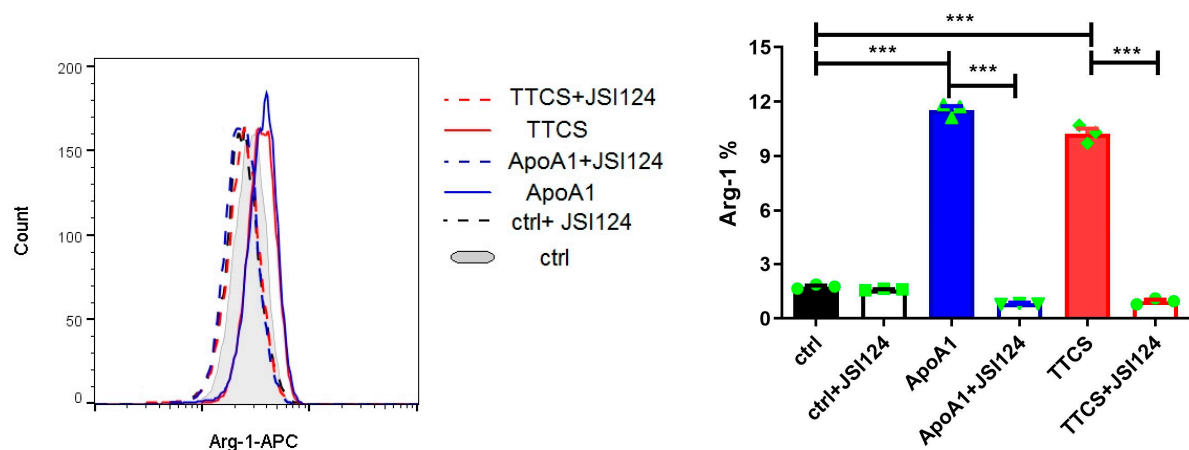 200
150
100
50
0
Count
Arg-1-APC
TTCS+JSI124
TTCS
ApoA1+JSI124
ApoA1
ctrl+ JSI124
ctrl
***
***
***
***
15
12
9
6
3
0
Arg-1 %
ctrl
ctrl+JSI124
ApoA1
ApoA1+JSI124
TTCS
TTCS+JSI124